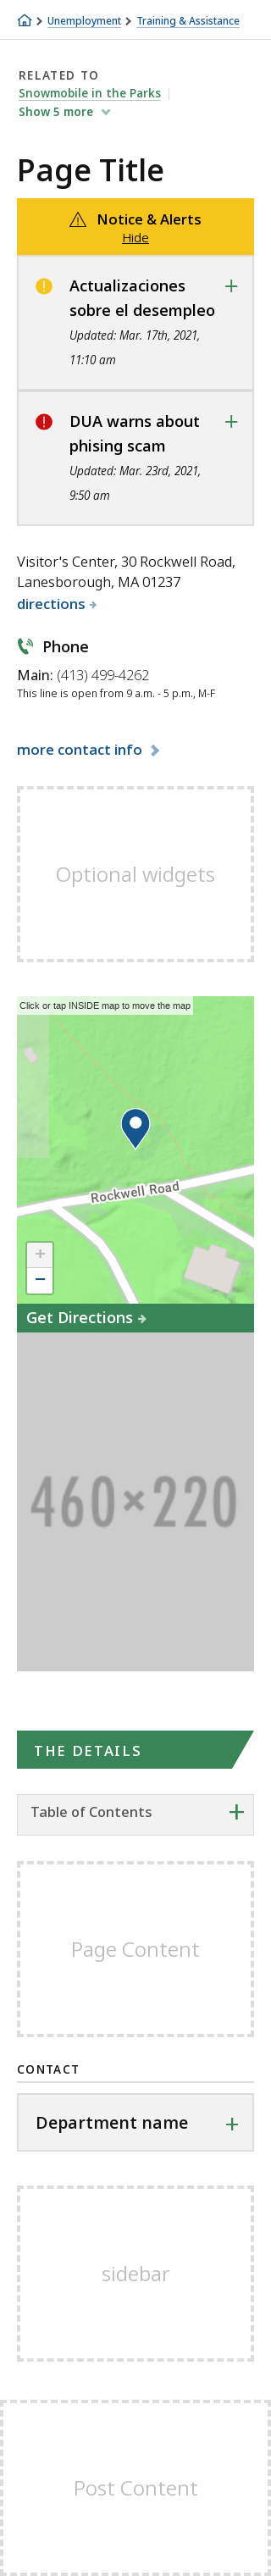 Unemployment Training & Assistance
RELATED TO
Snowmobile in the Parks |
Show 5 more
Page Title
Notice & Alerts
Hide
Actualizaciones
sobre el desempleo
Updated: Mar. 17th, 2021,
11:10 am
DUA warns about
phising scam
Updated: Mar. 23rd, 2021,
9:50 am
Visitor's Center, 30 Rockwell Road,
Lanesborough, MA 01237
directions
Phone
Main: (413) 499-4262
This line is open from 9 a.m. - 5 p.m., M-F
more contact info
Optional widgets
Click or tap INSIDE map to move the map
Rockwell Road
+
−
Get Directions
460×220
THE DETAILS
Table of Contents
Page Content
CONTACT
Department name
sidebar
Post Content